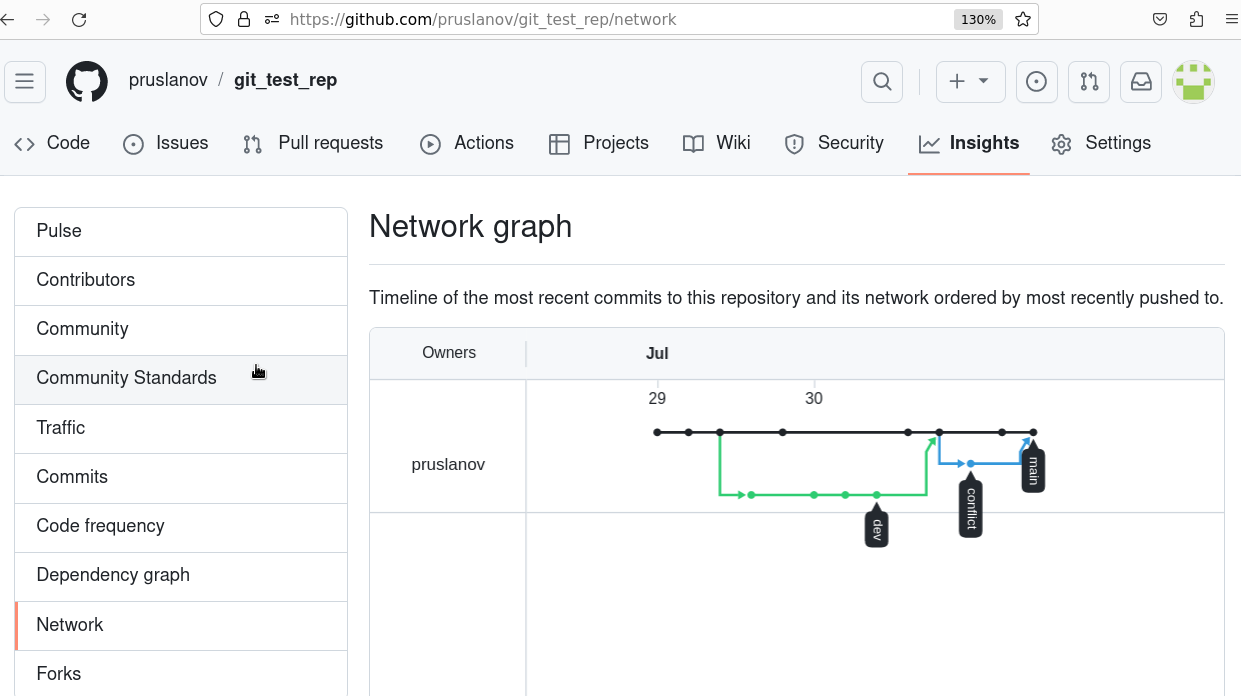 https://github.com/pruslanov/git_test_rep/network 130%
pruslanov / git_test_rep
Code Issues Pull requests Actions Projects Wiki Security Insights Settings
Pulse
Contributors
Community
Community Standards
Traffic
Commits
Code frequency
Dependency graph
Network
Forks
Network graph
Timeline of the most recent commits to this repository and its network ordered by most recently pushed to.
Owners Jul
29 30
pruslanov
main
conflict
dev